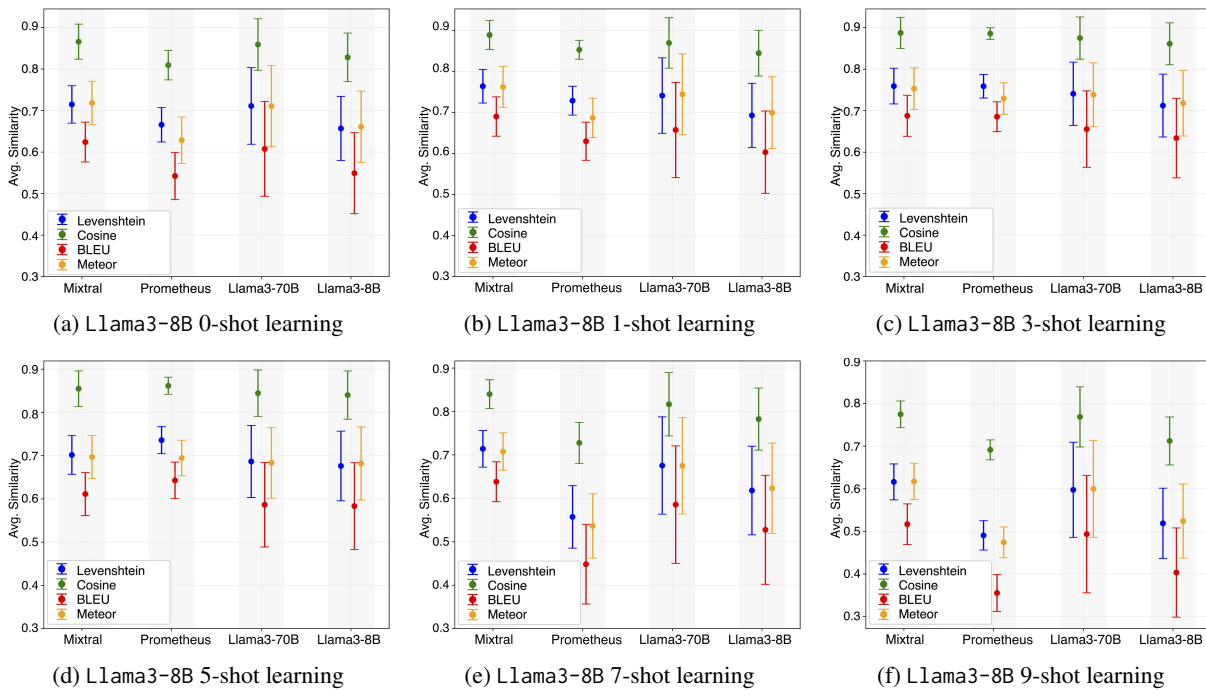 0.9
0.8
0.7
0.6
0.5
0.4
0.3
Avg. Similarity
Levenshtein
Cosine
BLEU
Meteor
Mixtral Prometheus Llama3-70B Llama3-8B
(a) Llama3-8B 0-shot learning
0.9
0.8
0.7
0.6
0.5
0.4
0.3
Avg. Similarity
Levenshtein
Cosine
BLEU
Meteor
Mixtral Prometheus Llama3-70B Llama3-8B
(b) Llama3-8B 1-shot learning
0.9
0.8
0.7
0.6
0.5
0.4
0.3
Avg. Similarity
Levenshtein
Cosine
BLEU
Meteor
Mixtral Prometheus Llama3-70B Llama3-8B
(c) Llama3-8B 3-shot learning
0.9
0.8
0.7
0.6
0.5
0.4
0.3
Avg. Similarity
Levenshtein
Cosine
BLEU
Meteor
Mixtral Prometheus Llama3-70B Llama3-8B
(d) Llama3-8B 5-shot learning
0.9
0.8
0.7
0.6
0.5
0.4
0.3
Avg. Similarity
Levenshtein
Cosine
BLEU
Meteor
Mixtral Prometheus Llama3-70B Llama3-8B
(e) Llama3-8B 7-shot learning
0.9
0.8
0.7
0.6
0.5
0.4
0.3
Avg. Similarity
Levenshtein
Cosine
BLEU
Meteor
Mixtral Prometheus Llama3-70B Llama3-8B
(f) Llama3-8B 9-shot learning